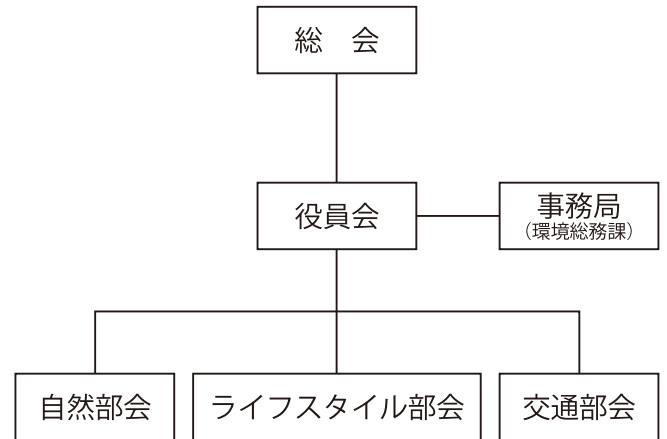 総　会
役員会
事務局
（環境総務課）
自然部会
ライフスタイル部会
交通部会